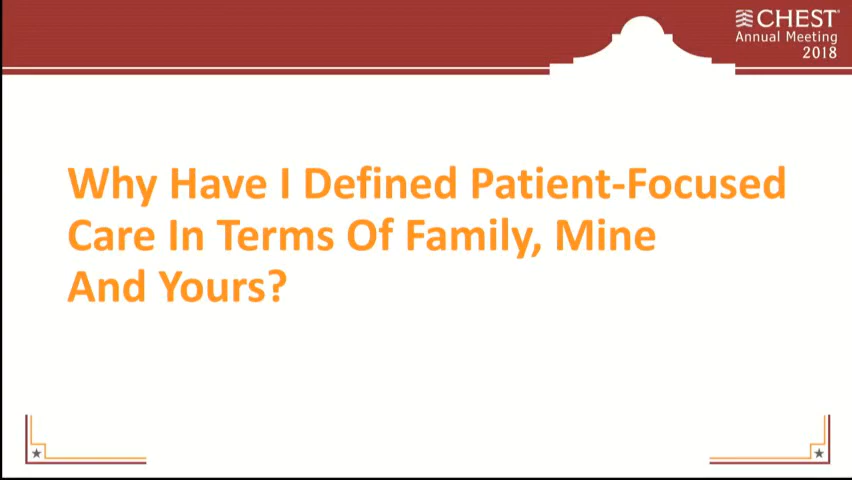 CHEST
Annual Meeting
2018
Why Have I Defined Patient-Focused
Care In Terms Of Family, Mine
And Yours?